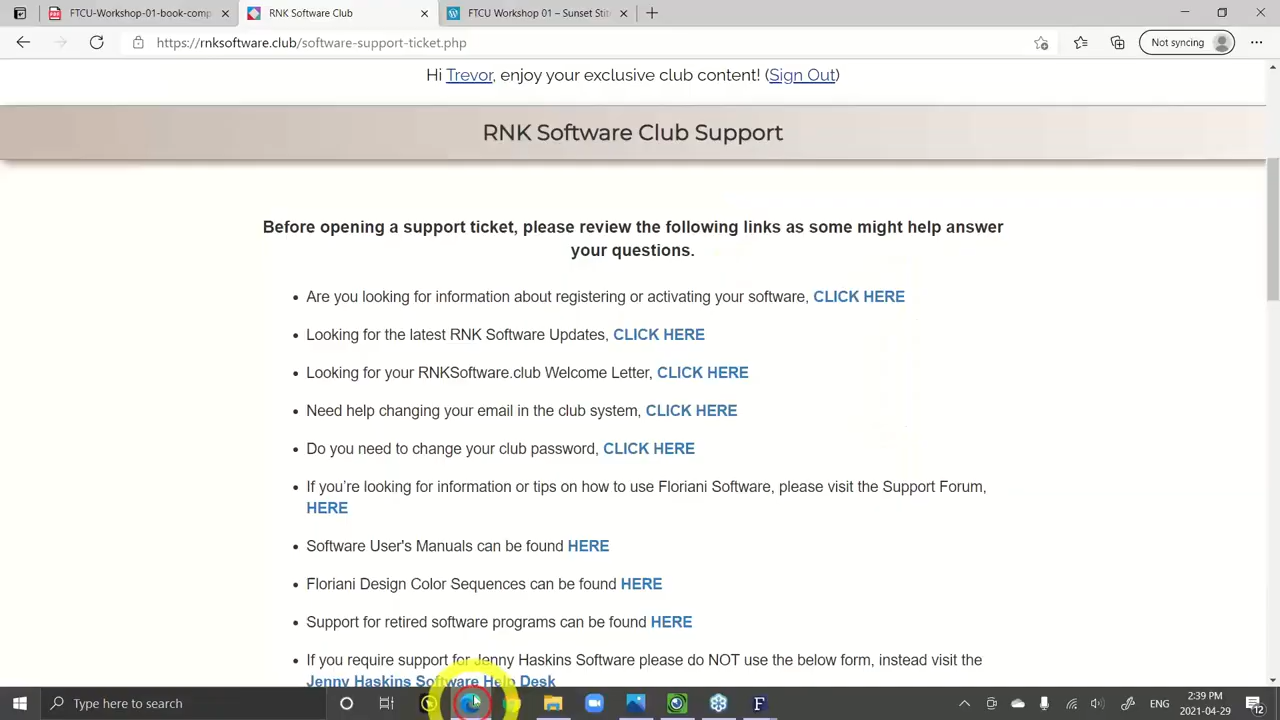 FTCU-Workshop-01-book-comp
RNK Software Club
FTCU Workshop 01 – Sunset Stit
https://rnksoftware.club/software-support-ticket.php
Not syncing
Hi Trevor, enjoy your exclusive club content! (Sign Out)
RNK Software Club Support
Before opening a support ticket, please review the following links as some might help answer
your questions.
Are you looking for information about registering or activating your software, CLICK HERE
Looking for the latest RNK Software Updates, CLICK HERE
Looking for your RNKSoftware.club Welcome Letter, CLICK HERE
Need help changing your email in the club system, CLICK HERE
Do you need to change your club password, CLICK HERE
If you're looking for information or tips on how to use Floriani Software, please visit the Support Forum,
HERE
Software User's Manuals can be found HERE
Floriani Design Color Sequences can be found HERE
Support for retired software programs can be found HERE
If you require support for Jenny Haskins Software please do NOT use the below form, instead visit the
Jenny Haskins Software Help Desk
Type here to search
ENG
2:39 PM
2021-04-29
12